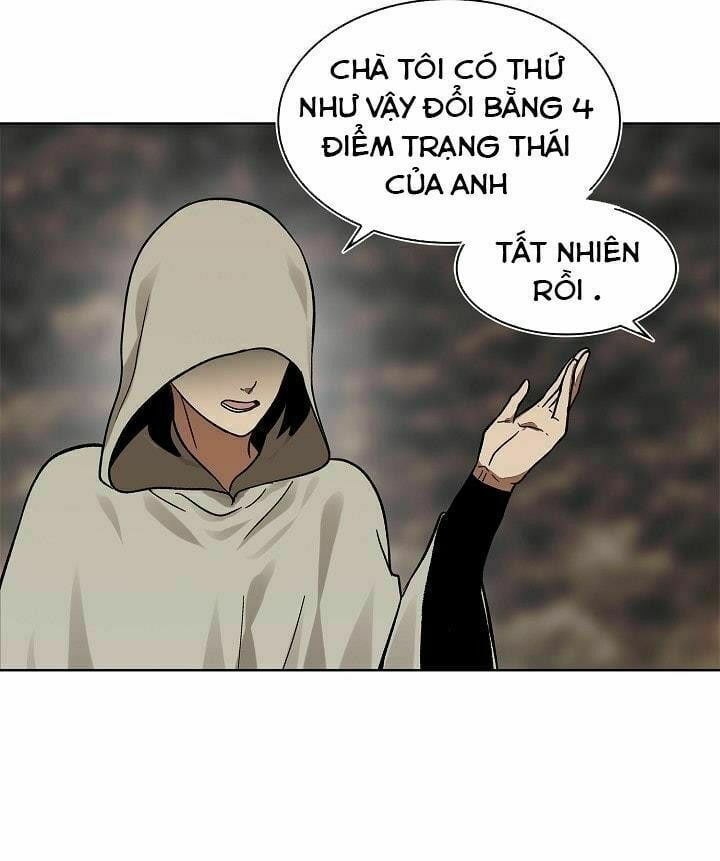 CHÀ TÔI CÓ THỨ
NHƯ VẬY ĐỔI BẰNG 4
ĐIỂM TRẠNG THÁI
CỦA ANH
TẤT NHIÊN
RỒI .